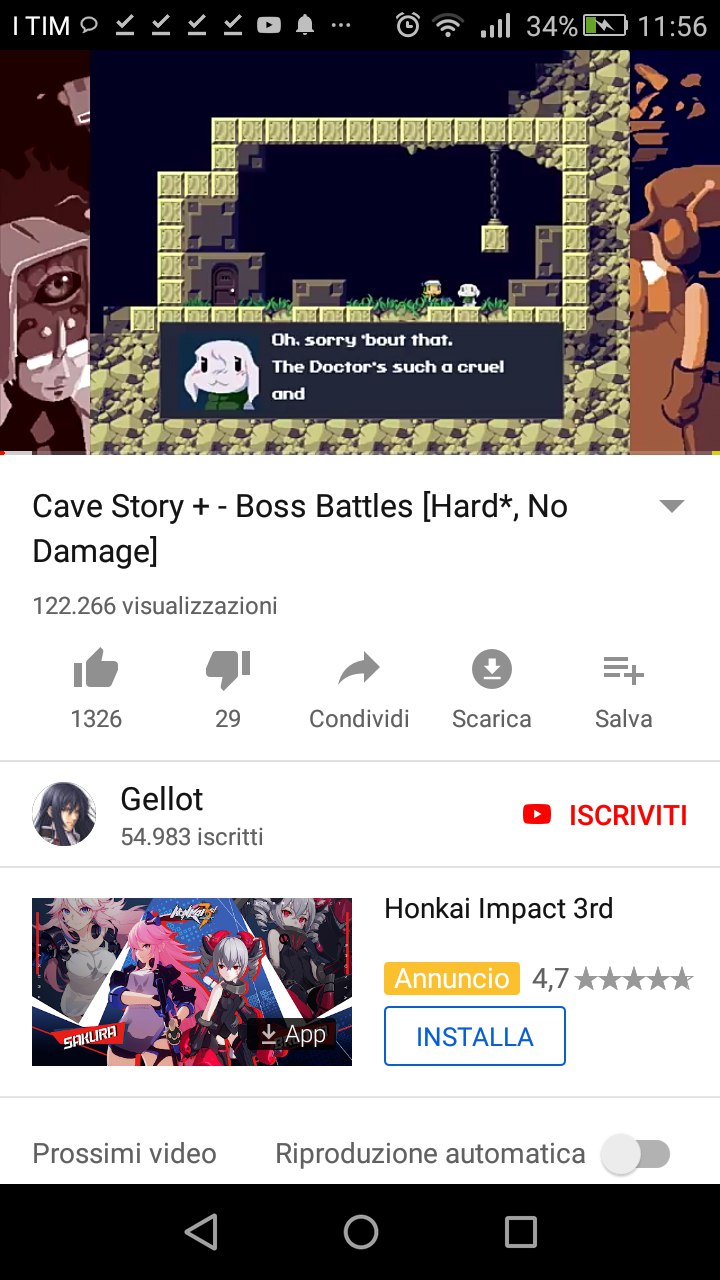 I TIM 34% 11:56
Oh, sorry 'bout that.
The Doctor's such a cruel
and
Cave Story + - Boss Battles [Hard*, No
Damage]
122.266 visualizzazioni
1326 29 Condividi Scarica Salva
Gellot
54.983 iscritti
ISCRIVITI
Honkai Impact 3rd
SAKURA
App
Annuncio 4,7
INSTALLA
Prossimi video Riproduzione automatica